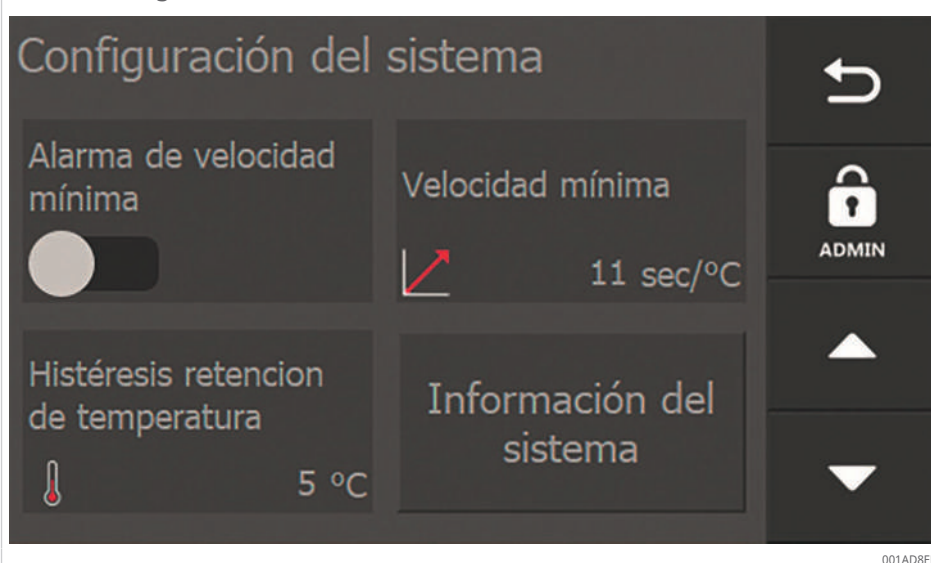 Configuración del sistema
Alarma de velocidad
mínima
Velocidad mínima
11 sec/°C
ADMIN
Histéresis retencion
de temperatura
5 °C
Información del
sistema